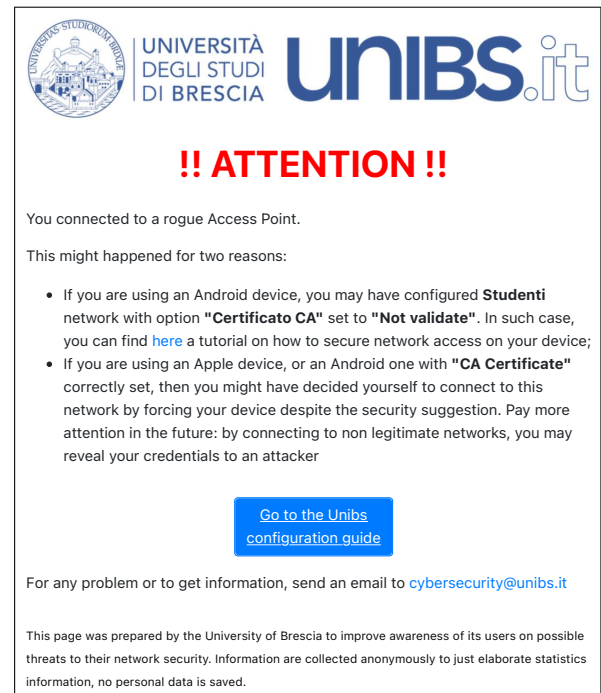 UNIVERSITÀ
DEGLI STUDI
DI BRESCIA
UNIBS.it
!! ATTENTION !!
You connected to a rogue Access Point.
This might happened for two reasons:
• If you are using an Android device, you may have configured Studenti
network with option "Certificato CA" set to "Not validate". In such case,
you can find here a tutorial on how to secure network access on your device;
• If you are using an Apple device, or an Android one with "CA Certificate"
correctly set, then you might have decided yourself to connect to this
network by forcing your device despite the security suggestion. Pay more
attention in the future: by connecting to non legitimate networks, you may
reveal your credentials to an attacker
Go to the Unibs
configuration guide
For any problem or to get information, send an email to cybersecurity@unibs.it
This page was prepared by the University of Brescia to improve awareness of its users on possible
threats to their network security. Information are collected anonymously to just elaborate statistics
information, no personal data is saved.